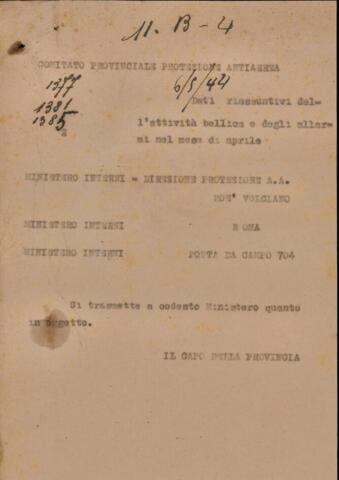 11. B - 4
COMITATO PROVINCIALE PROTEZIONE ANTIAEREA
1377
6/5/44
1381
1385
Dati riassuntivi del=
l'attività bellica e degli allar=
mi nel mese di aprile
MINISTERO INTERNI = DIREZIONE PROTEZIONE A.A.
ROE' VOLCIANO
MINISTERO INTERNI ROMA
MINISTERO INTERNI POSTA DA CAMPO 704
Si trasmette a codesto Ministero quanto
in oggetto.
IL CAPO DELLA PROVINCIA